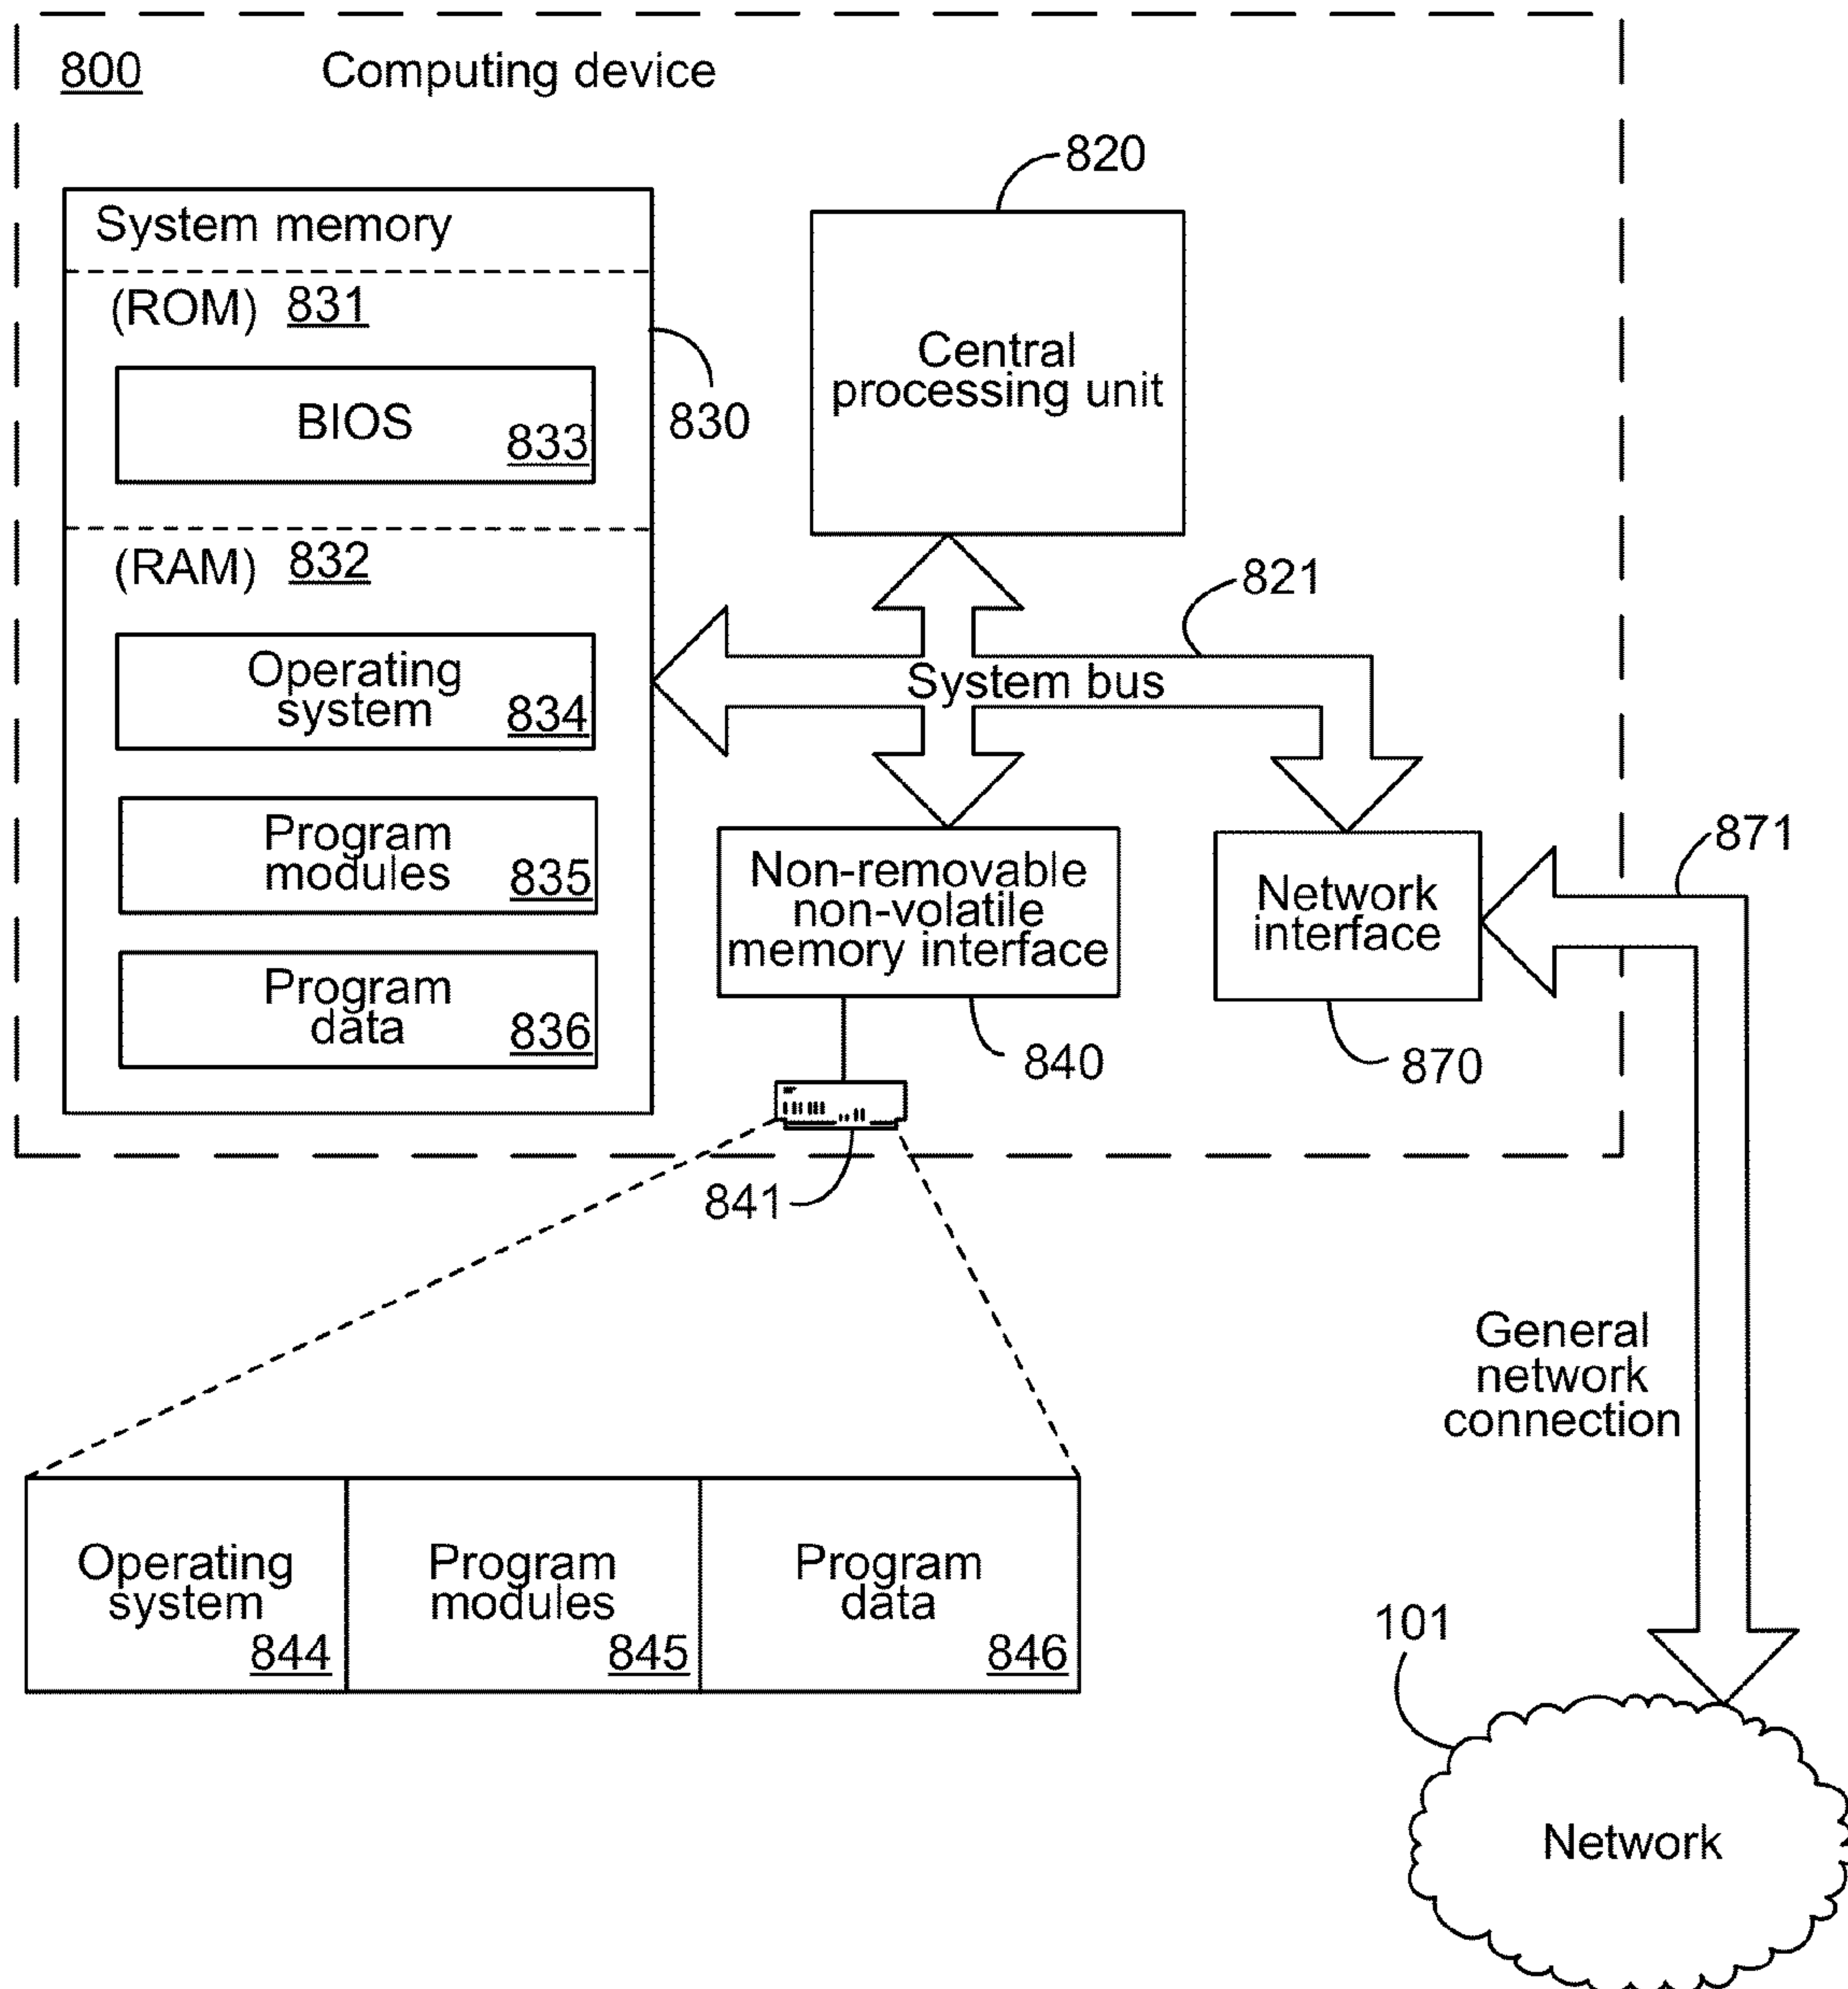 800 Computing device
820
System memory
(ROM) 831
BIOS
833
830
Central
processing unit
(RAM) 832
821
Operating
system
834
System bus
Program
modules
835
Non-removable
non-volatile
memory interface
Network
interface
871
Program
data
836
840
870
841
General
network
connection
Operating
system
844
Program
modules
845
Program
data
846
101
Network